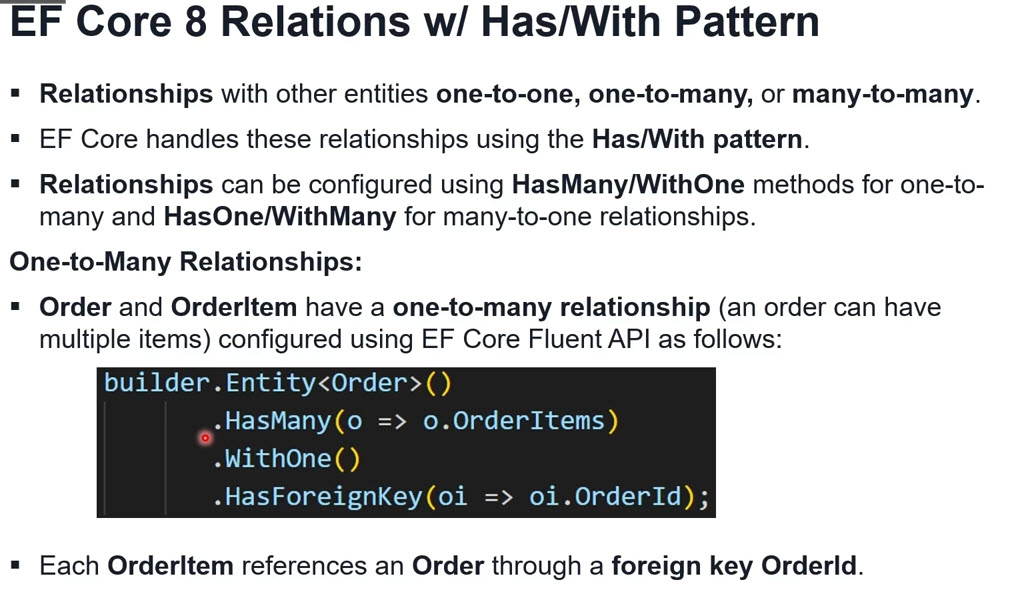 EF Core 8 Relations w/ Has/With Pattern
▪ Relationships with other entities one-to-one, one-to-many, or many-to-many.
▪ EF Core handles these relationships using the Has/With pattern.
▪ Relationships can be configured using HasMany/WithOne methods for one-to-
many and HasOne/WithMany for many-to-one relationships.
One-to-Many Relationships:
▪ Order and OrderItem have a one-to-many relationship (an order can have
multiple items) configured using EF Core Fluent API as follows:
builder.Entity<Order>()
.HasMany(o => o.OrderItems)
.WithOne()
.HasForeignKey(oi => oi.OrderId);
▪ Each OrderItem references an Order through a foreign key OrderId.